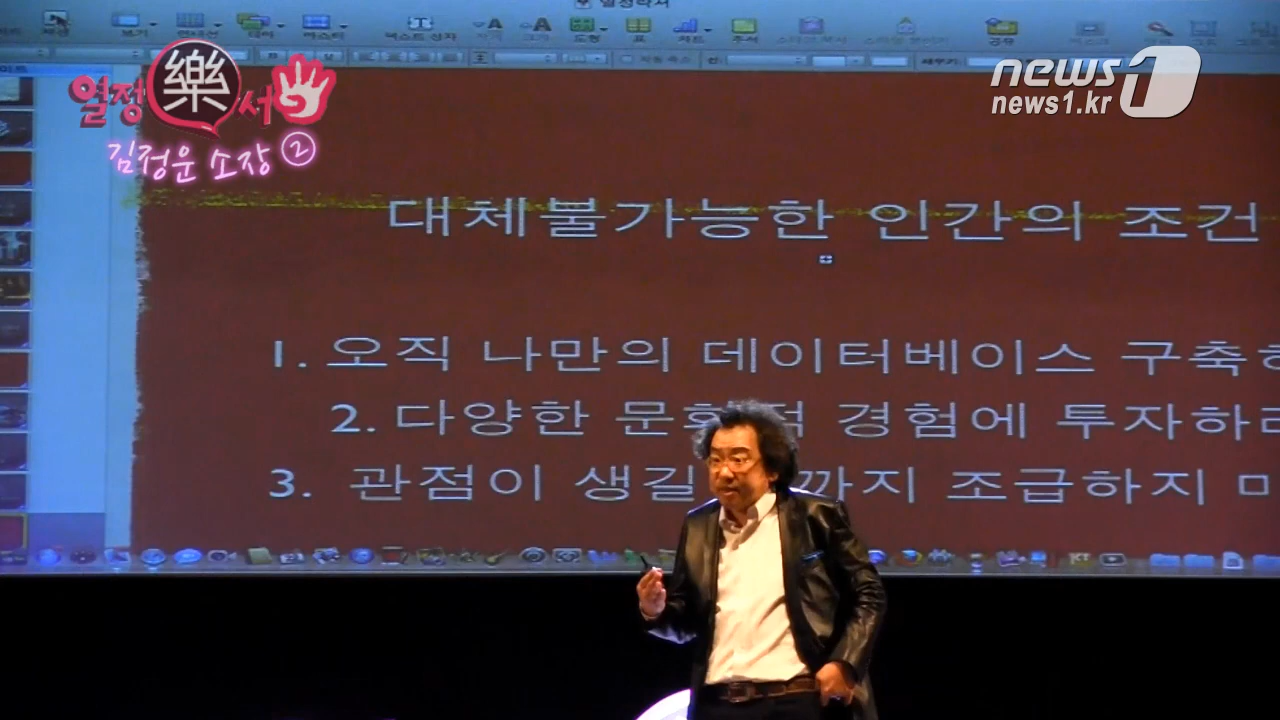 열정樂서
김정운 소장 ②
news1
news1.kr
대체불가능한 인간의 조건
1. 오직 나만의 데이터베이스 구축하
2. 다양한 문화적 경험에 투자하라
3. 관점이 생길 까지 조급하지 마